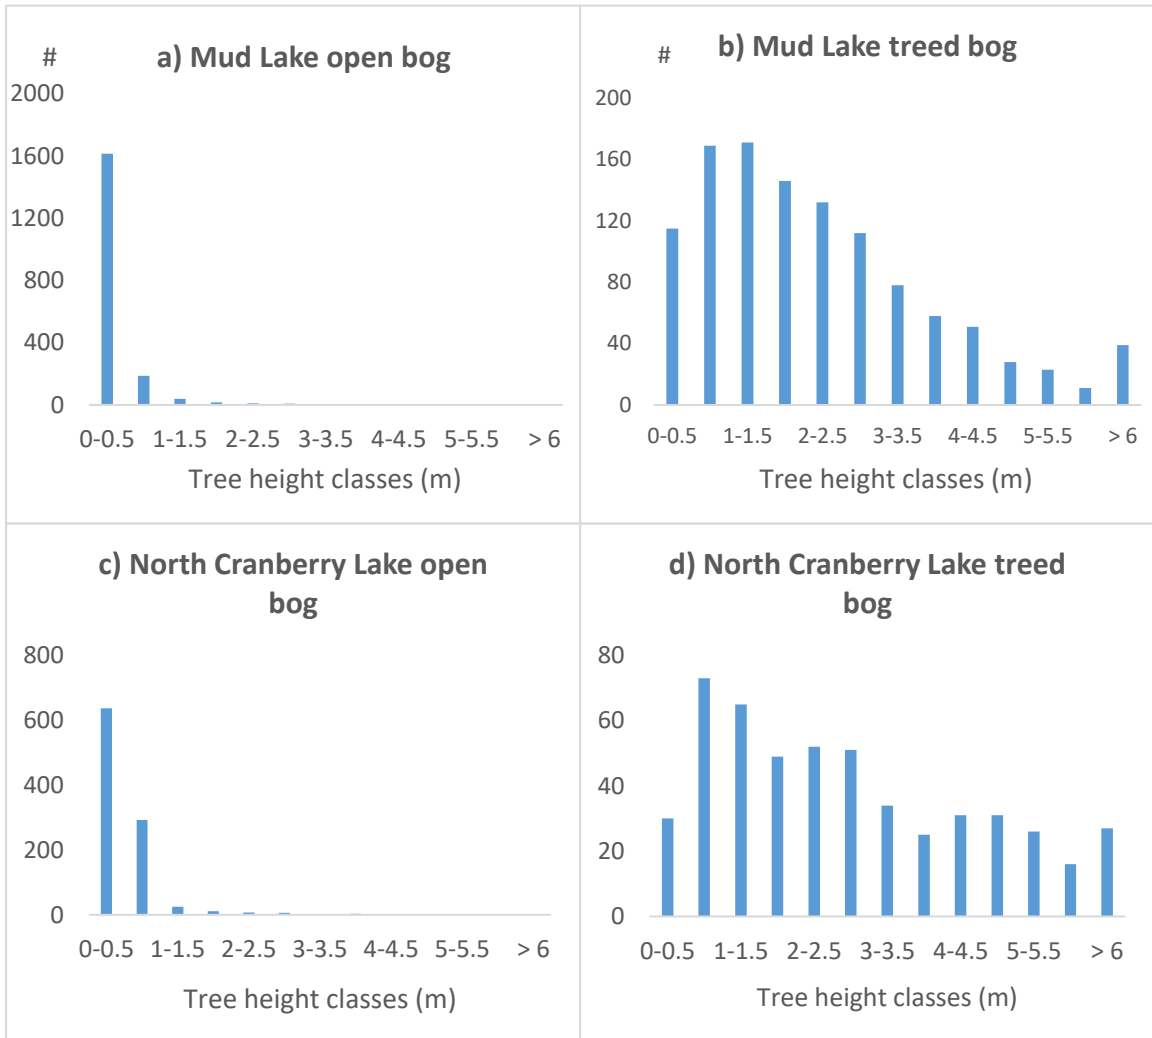 #
a) Mud Lake open bog
2000
1600
1200
800
400
0
0-0.5 1-1.5 2-2.5 3-3.5 4-4.5 5-5.5 > 6
Tree height classes (m)
#
b) Mud Lake treed bog
200
160
120
80
40
0
0-0.5 1-1.5 2-2.5 3-3.5 4-4.5 5-5.5 > 6
Tree height classes (m)
c) North Cranberry Lake open
bog
800
600
400
200
0
0-0.5 1-1.5 2-2.5 3-3.5 4-4.5 5-5.5 > 6
Tree height classes (m)
d) North Cranberry Lake treed
bog
80
60
40
20
0
0-0.5 1-1.5 2-2.5 3-3.5 4-4.5 5-5.5 > 6
Tree height classes (m)